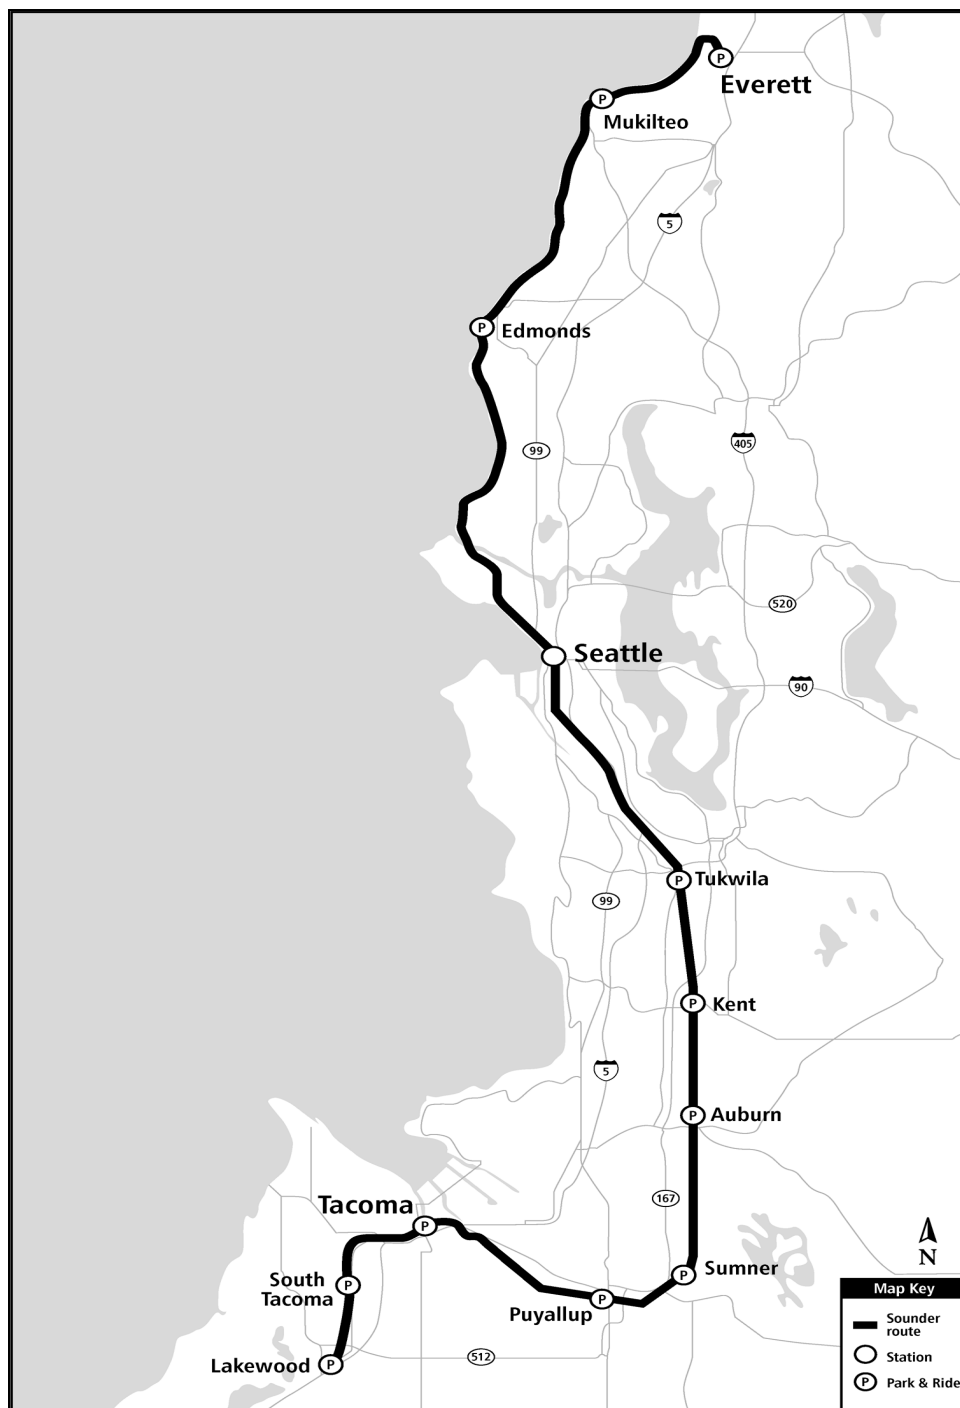 P
Everett
P
Mukilteo
5
P
Edmonds
405
99
520
Seattle
90
P
Tukwila
99
P
Kent
5
P
Auburn
167
Tacoma
P
N
P
Sumner
South
Tacoma
P
P
Puyallup
Lakewood
P
512
Map Key
Sounder
route
Station
P
Park & Ride